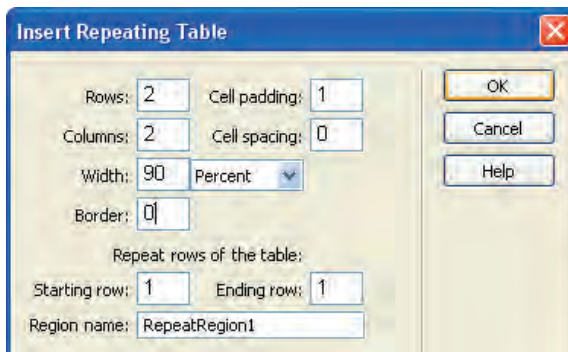 Insert Repeating Table
Rows: 2 Cell padding: 1 OK
Columns: 2 Cell spacing: 0 Cancel
Width: 90 Percent Help
Border: 0
Repeat rows of the table:
Starting row: 1 Ending row: 1
Region name: RepeatRegion1